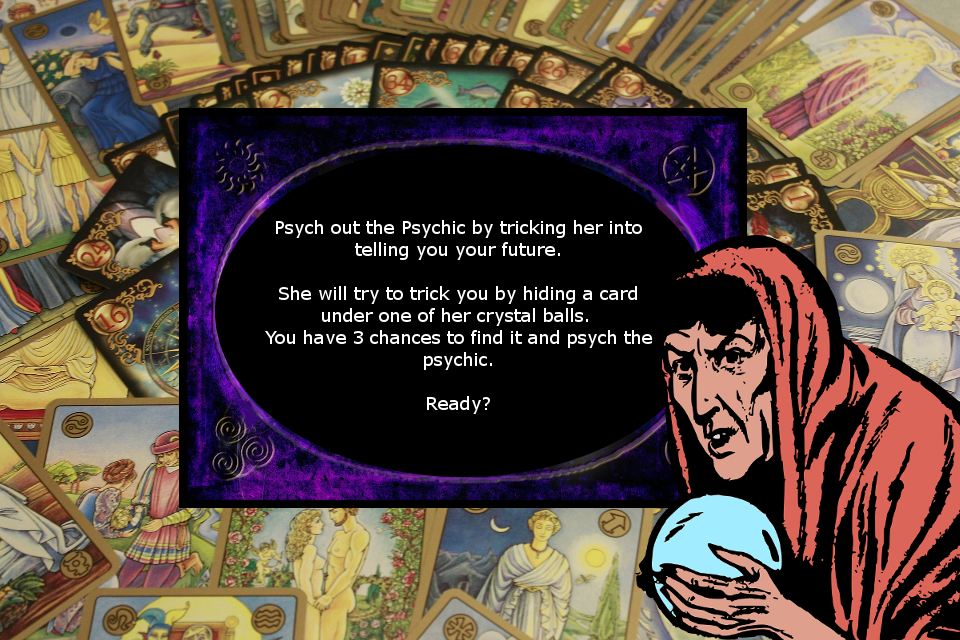 Psych out the Psychic by tricking her into
telling you your future.
She will try to trick you by hiding a card
under one of her crystal balls.
You have 3 chances to find it and psych the
psychic.
Ready?
24
16